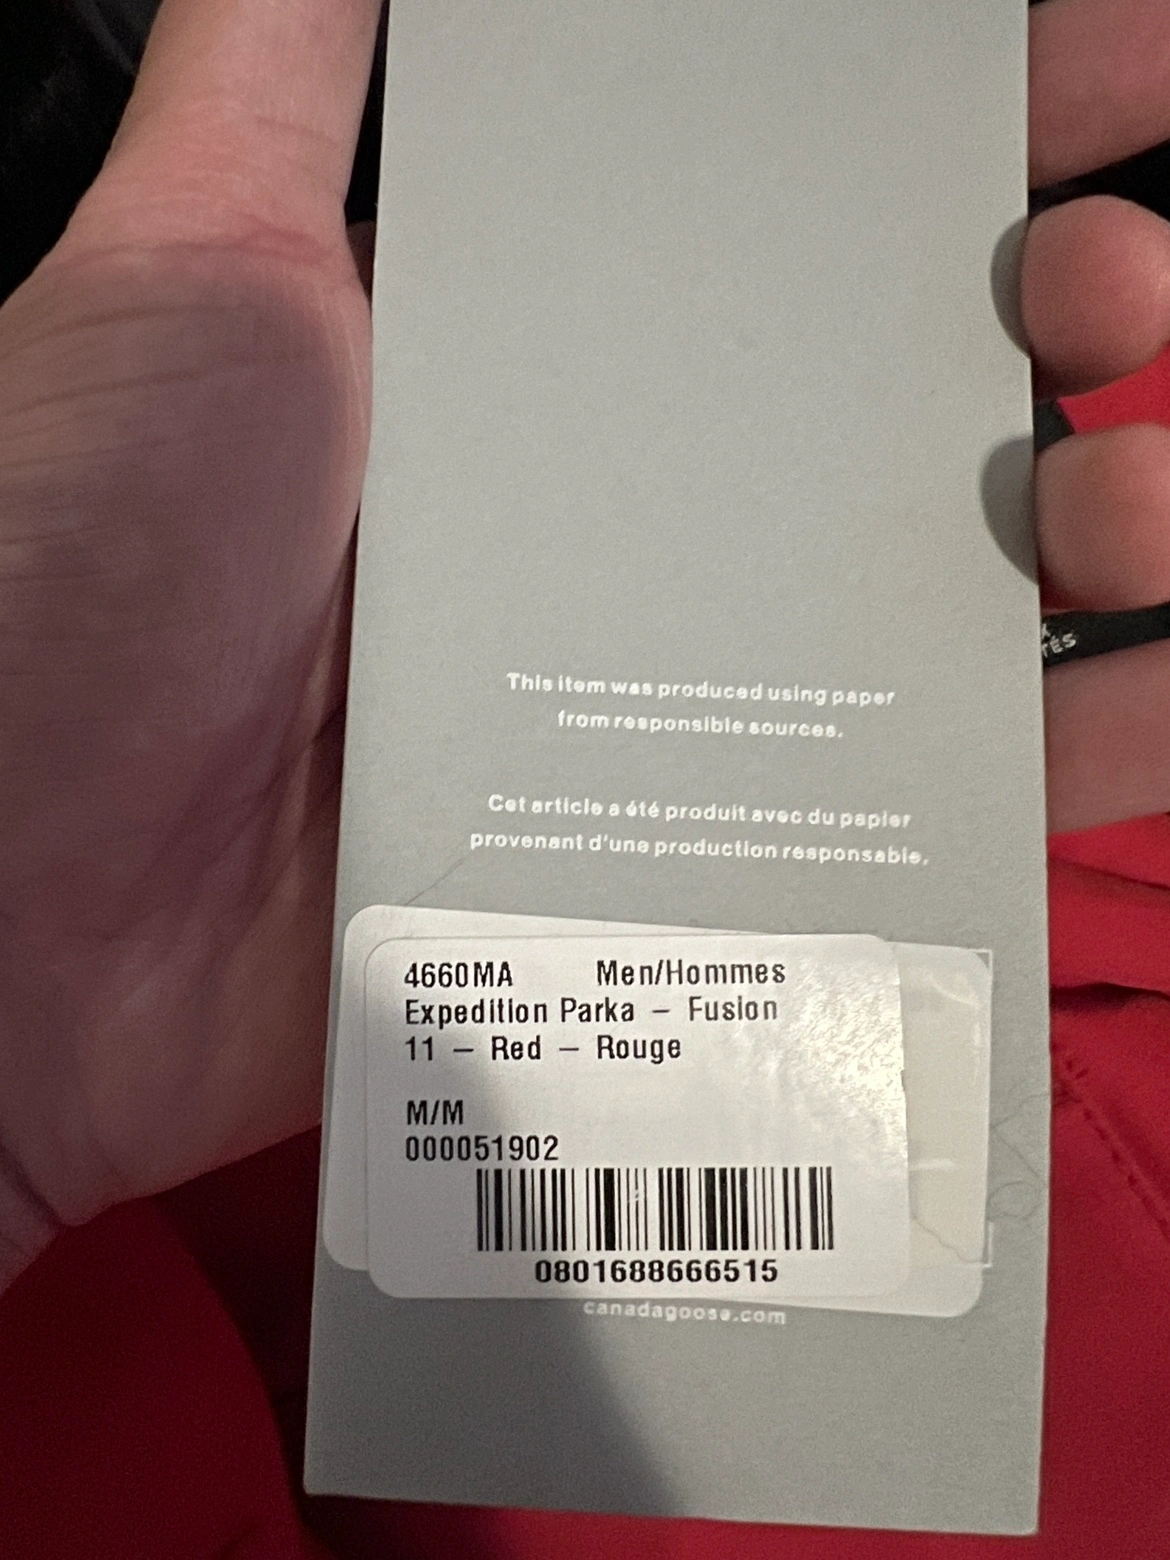 This item was produced using paper
from responsible sources.
Cet article a été produit avec du papier
provenant d'une production responsable.
4660MA Men/Hommes
Expedition Parka – Fusion
11 – Red – Rouge
M/M
000051902
0801688666515
canadagoose.com